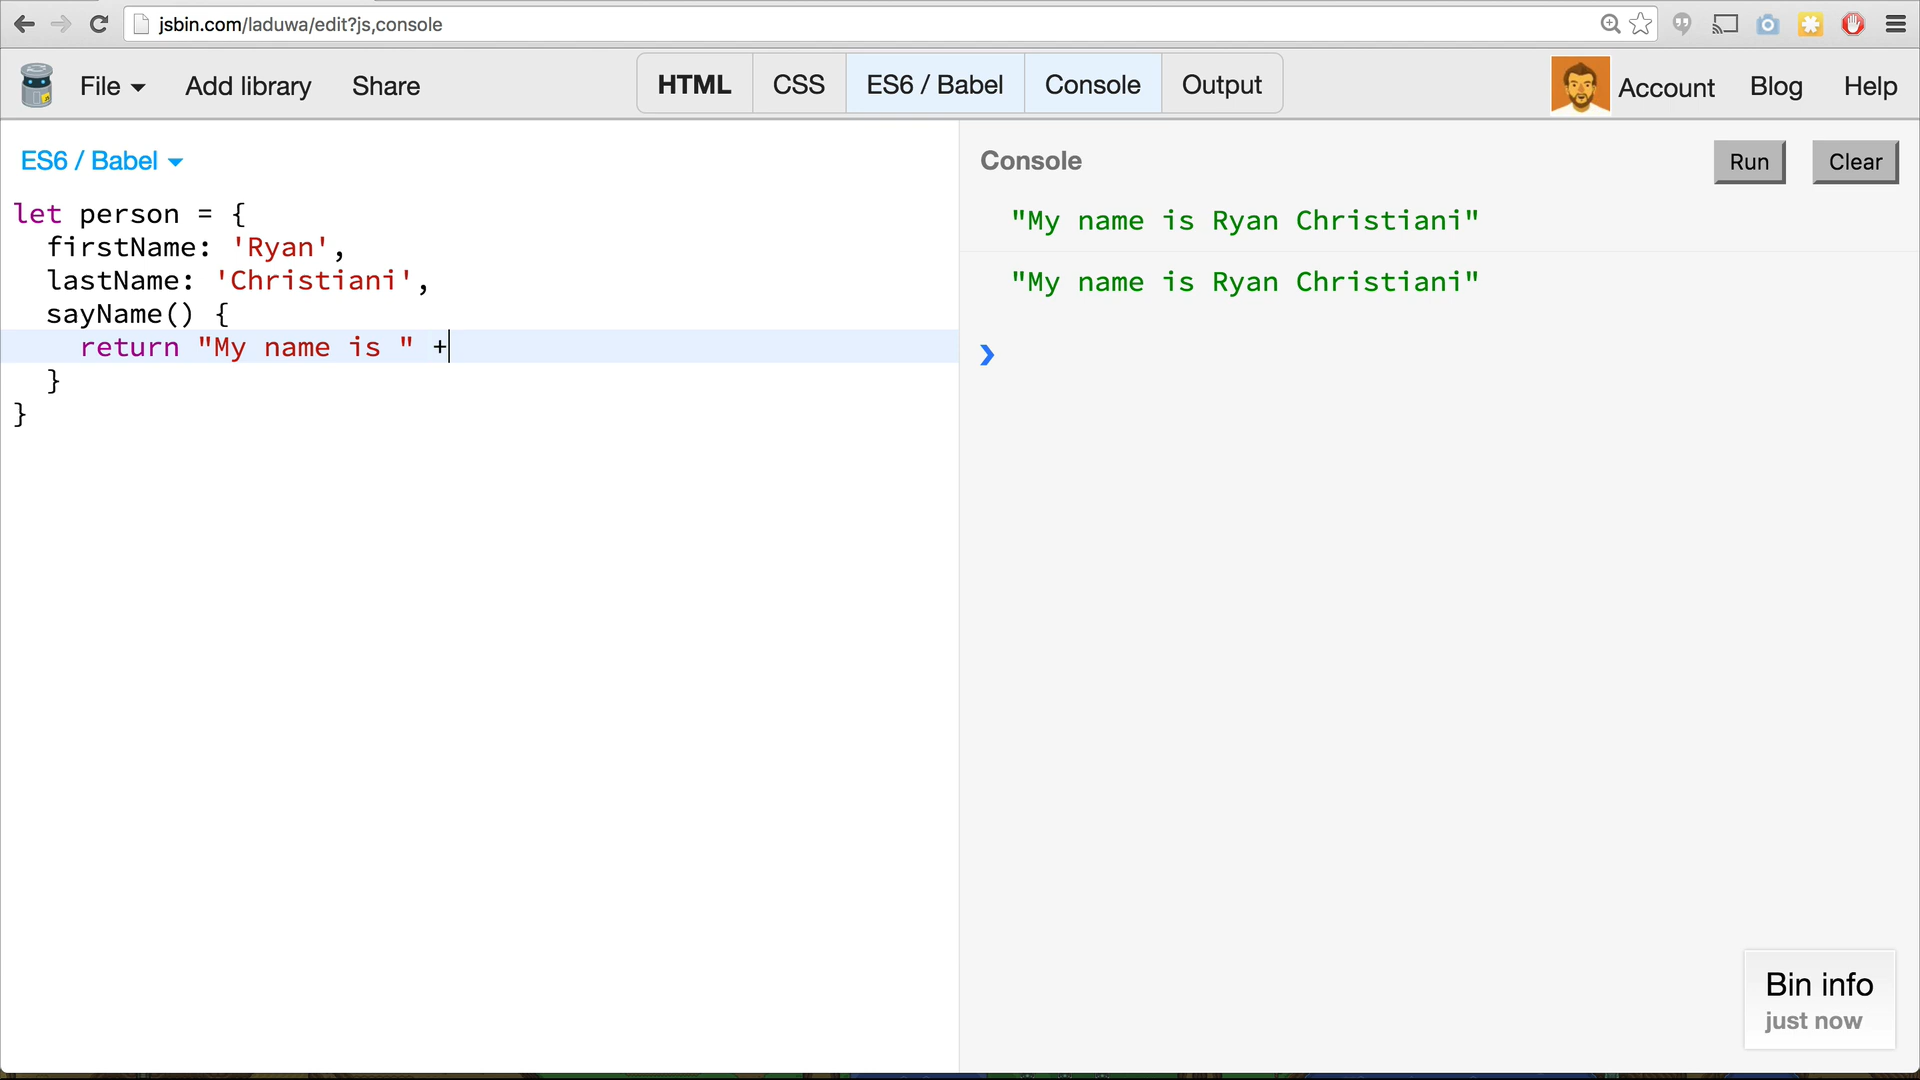 jsbin.com/laduwa/edit?js,console
File Add library Share HTML CSS ES6 / Babel Console Output Account Blog Help
ES6 / Babel
let person = {
  firstName: 'Ryan',
  lastName: 'Christiani',
  sayName() {
    return "My name is " +
  }
}
Console Run Clear
"My name is Ryan Christiani"
"My name is Ryan Christiani"
Bin info
just now